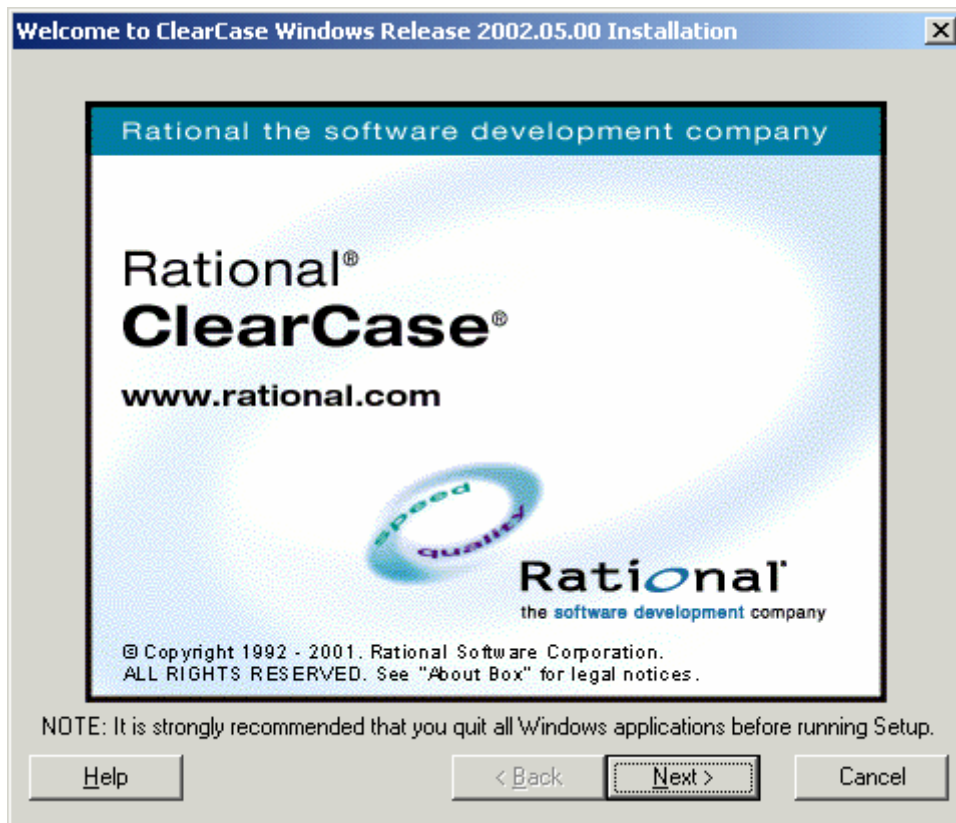 Welcome to ClearCase Windows Release 2002.05.00 Installation
Rational the software development company
Rational®
ClearCase®
www.rational.com
speed
quality
Rational
the software development company
© Copyright 1992 - 2001. Rational Software Corporation.
ALL RIGHTS RESERVED. See "About Box" for legal notices.
NOTE: It is strongly recommended that you quit all Windows applications before running Setup.
Help
< Back
Next >
Cancel